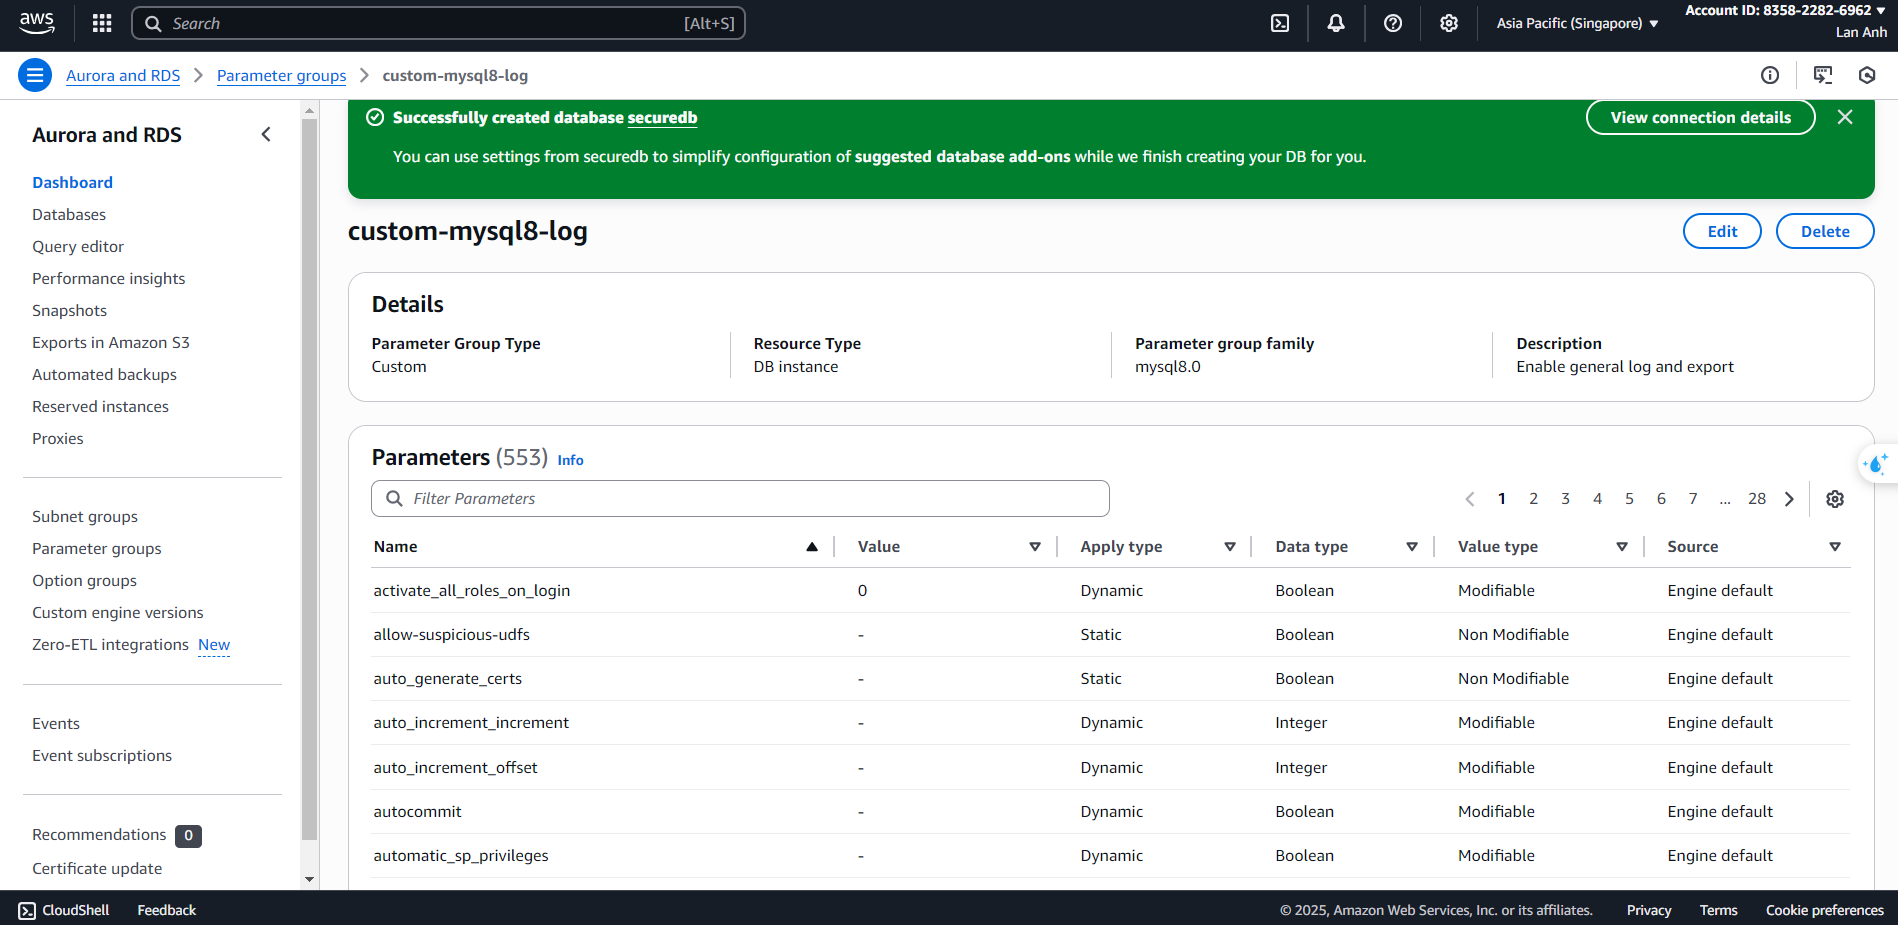 aws
Search [Alt+S]
Asia Pacific (Singapore)
Account ID: 8358-2282-6962
Lan Anh
Aurora and RDS > Parameter groups > custom-mysql8-log
Aurora and RDS
Dashboard
Databases
Query editor
Performance insights
Snapshots
Exports in Amazon S3
Automated backups
Reserved instances
Proxies
Subnet groups
Parameter groups
Option groups
Custom engine versions
Zero-ETL integrations New
Events
Event subscriptions
Recommendations 0
Certificate update
Successfully created database securedb
View connection details
You can use settings from securedb to simplify configuration of suggested database add-ons while we finish creating your DB for you.
custom-mysql8-log
Edit Delete
Details
Parameter Group Type
Custom
Resource Type
DB instance
Parameter group family
mysql8.0
Description
Enable general log and export
Parameters (553) Info
Filter Parameters
1 2 3 4 5 6 7 ... 28
Name Value Apply type Data type Value type Source
activate_all_roles_on_login 0 Dynamic Boolean Modifiable Engine default
allow-suspicious-udfs - Static Boolean Non Modifiable Engine default
auto_generate_certs - Static Boolean Non Modifiable Engine default
auto_increment_increment - Dynamic Integer Modifiable Engine default
auto_increment_offset - Dynamic Integer Modifiable Engine default
autocommit - Dynamic Boolean Modifiable Engine default
automatic_sp_privileges - Dynamic Boolean Modifiable Engine default
CloudShell Feedback
© 2025, Amazon Web Services, Inc. or its affiliates. Privacy Terms Cookie preferences